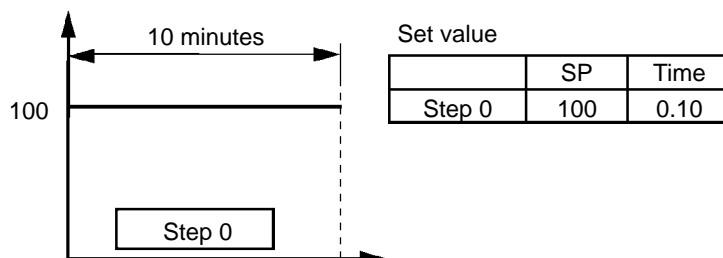 10 minutes
100
Step 0
Set value
SP Time
Step 0 100 0.10